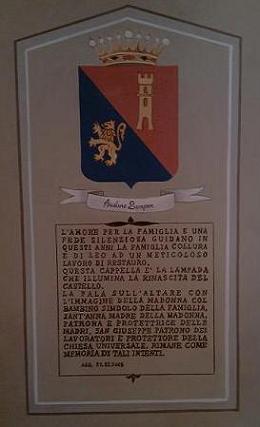 Audere Semper
L'AMORE PER LA FAMIGLIA E UNA
FEDE SILENZIOSA GUIDANO IN
QUESTI ANNI LA FAMIGLIA COLLURA
E DI LEO AD UN METICOLOSO
LAVORO DI RESTAURO.
QUESTA CAPPELLA E' LA LAMPADA
CHE ILLUMINA LA RINASCITA DEL
CASTELLO.
LA PALA SULL'ALTARE CON
L'IMMAGINE DELLA MADONNA COL
BAMBINO SIMBOLO DELLA FAMIGLIA,
SANT'ANNA MADRE DELLA MADONNA,
PATRONA E PROTETTRICE DELLE
MADRI, SAN GIUSEPPE PATRONO DEI
LAVORATORI E PROTETTORE DELLA
CHIESA UNIVERSALE, RIMANE COME
MEMORIA DI TALI INTENTI.